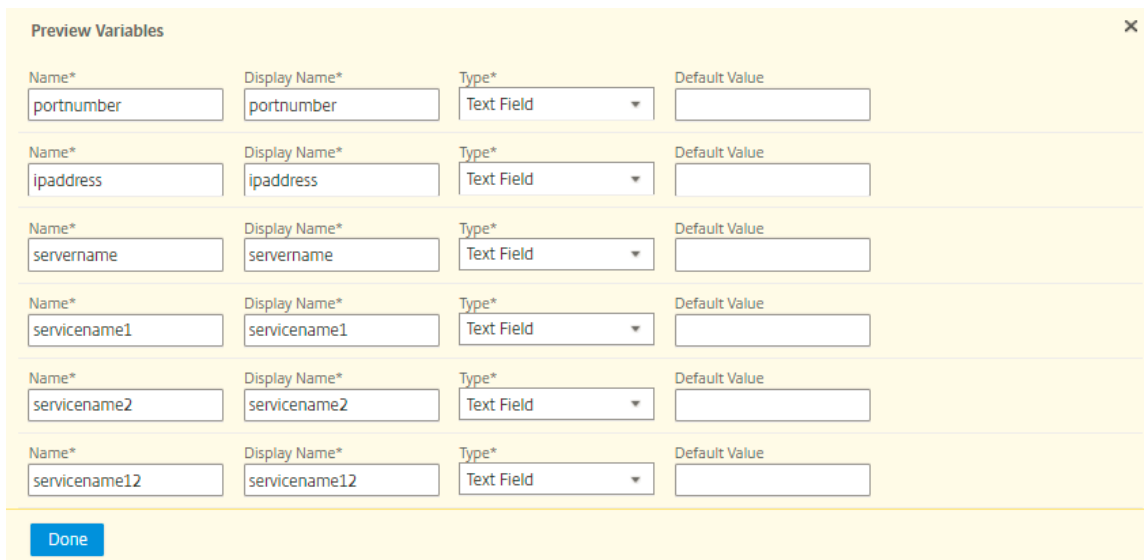 Preview Variables ×
Name* Display Name* Type* Default Value
portnumber portnumber Text Field
Name* Display Name* Type* Default Value
ipaddress ipaddress Text Field
Name* Display Name* Type* Default Value
servername servername Text Field
Name* Display Name* Type* Default Value
servicename1 servicename1 Text Field
Name* Display Name* Type* Default Value
servicename2 servicename2 Text Field
Name* Display Name* Type* Default Value
servicename12 servicename12 Text Field
Done